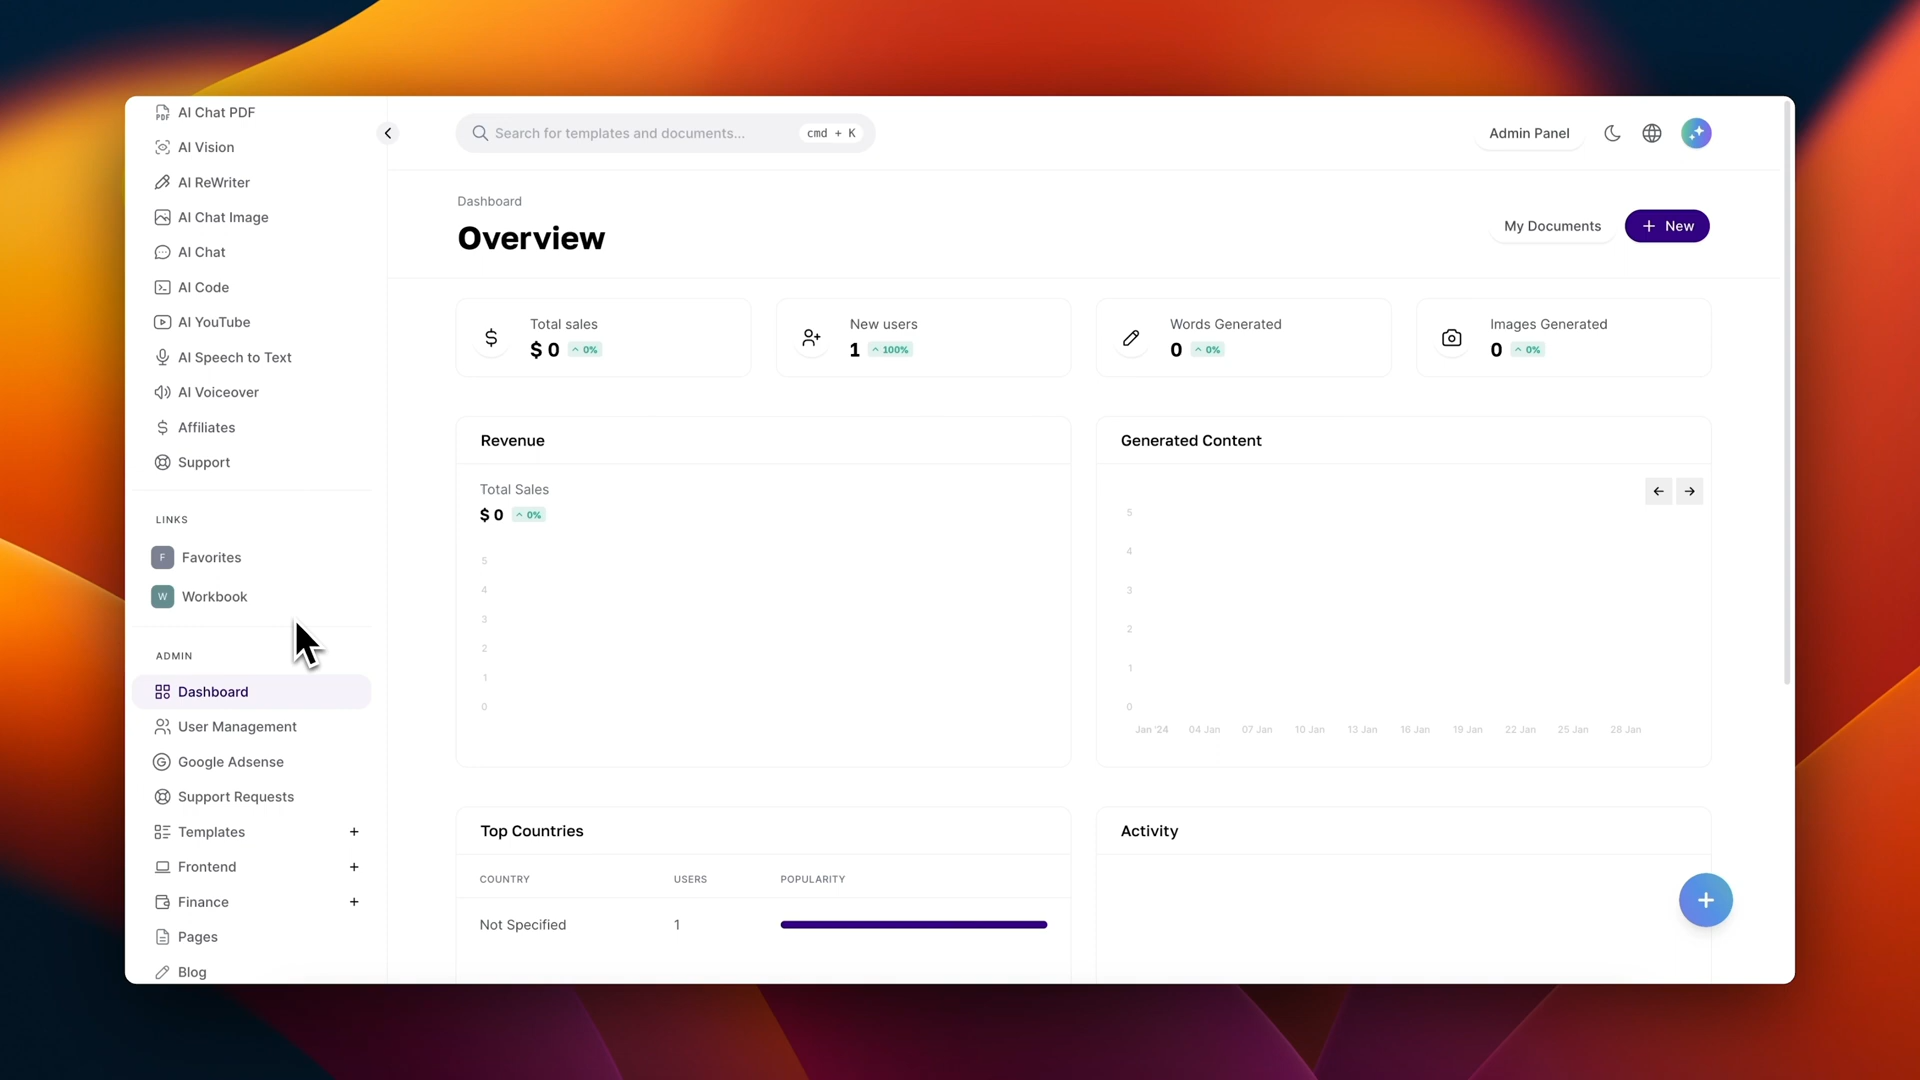 AI Chat PDF
AI Vision
AI ReWriter
AI Chat Image
AI Chat
AI Code
AI YouTube
AI Speech to Text
AI Voiceover
Affiliates
Support
LINKS
F Favorites
W Workbook
ADMIN
Dashboard
User Management
Google Adsense
Support Requests
Templates +
Frontend +
Finance +
Pages
Blog
Search for templates and documents... cmd + K
Admin Panel
Dashboard
Overview
My Documents
+ New
Total sales
$ 0 0%
New users
1 100%
Words Generated
0 0%
Images Generated
0 0%
Revenue
Total Sales
$ 0 0%
5
4
3
2
1
0
Generated Content
5
4
3
2
1
0
Jan '24 04 Jan 07 Jan 10 Jan 13 Jan 16 Jan 19 Jan 22 Jan 25 Jan 28 Jan
Top Countries
COUNTRY USERS POPULARITY
Not Specified 1
Activity